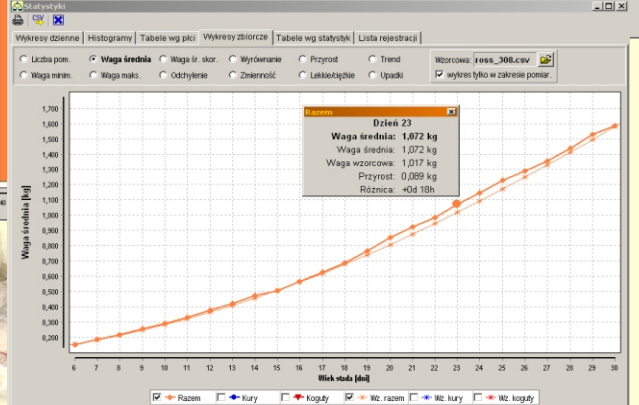 Statystyki
CSV
Wykresy dzienne Histogramy Tabele wg płci Wykresy zbiorcze Tabele wg statystyk Lista rejestracji
Liczba pom. Waga średnia Waga śr. skor. Wyrównanie Przyrost Trend
Waga minim. Waga maks. Odchylenie Zmienność Lekkie/ciężkie Upadki
Wzorcowa: ross_308.csv
wykres tylko w zakresie pomiar.
Razem
Dzień 23
Waga średnia: 1,072 kg
Waga średnia: 1,072 kg
Waga wzorcowa: 1,017 kg
Przyrost: 0,089 kg
Różnica: +0d 18h
Waga średnia [kg]
1,700
1,600
1,500
1,400
1,300
1,200
1,100
1,000
0,900
0,800
0,700
0,600
0,500
0,400
0,300
0,200
6 7 8 9 10 11 12 13 14 15 16 17 18 19 20 21 22 23 24 25 26 27 28 29 30
Wiek stada [dni]
Razem Kury Koguty Wz. razem Wz. kury Wz. koguty
40